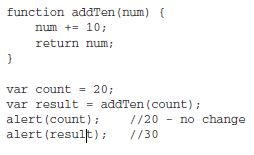 function addTen(num) {
    num += 10;
    return num;
}

var count = 20;
var result = addTen(count);
alert(count);    //20 - no change
alert(result);   //30